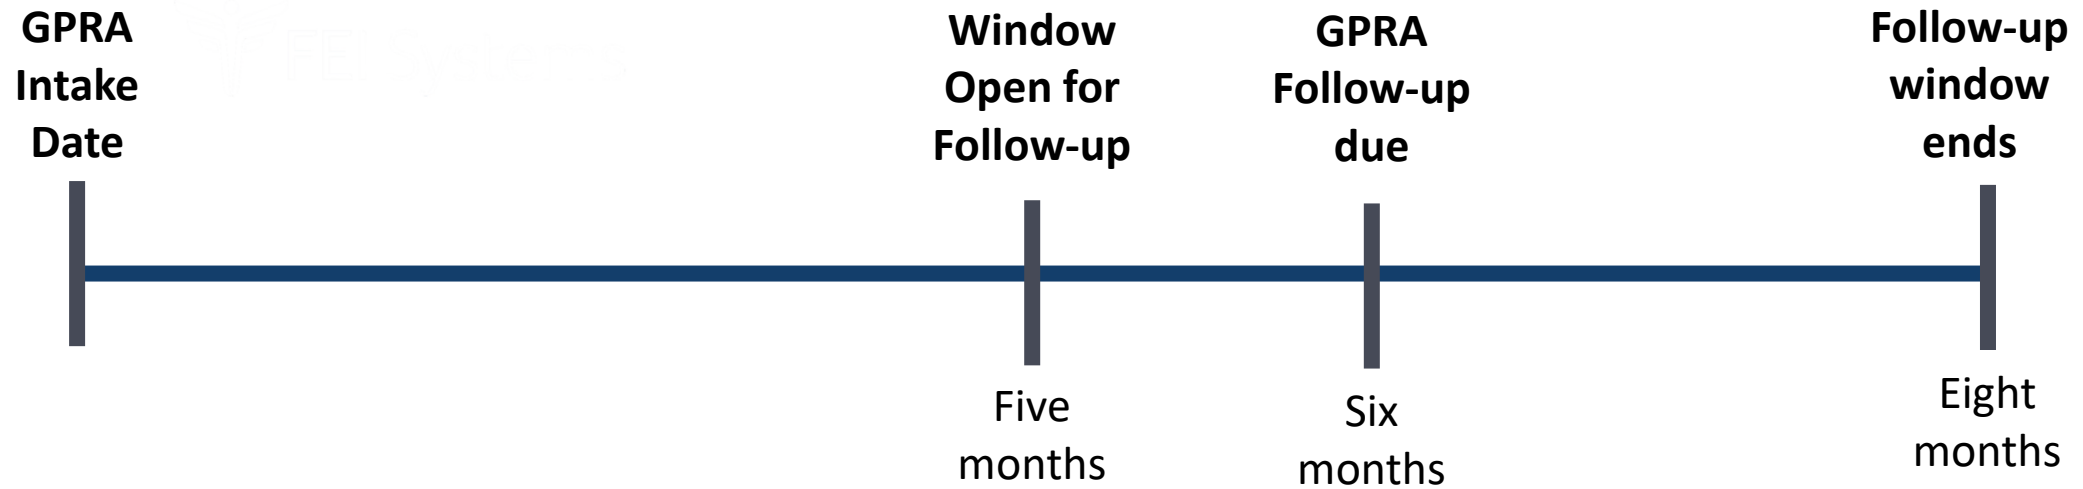 GPRA
Intake
Date
Window
Open for
Follow-up
GPRA
Follow-up
due
Follow-up
window
ends
Five
months
Six
months
Eight
months